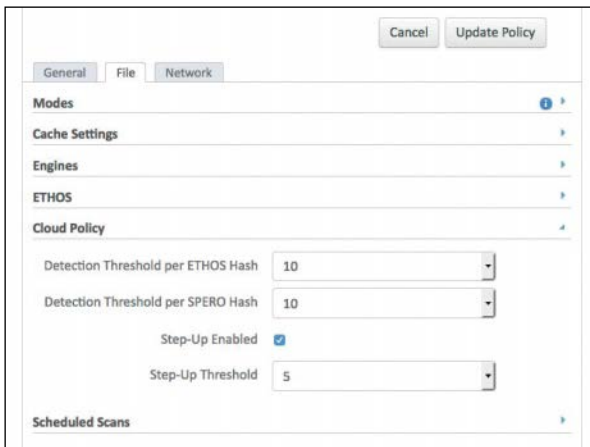 Cancel Update Policy
General File Network
Modes
Cache Settings
Engines
ETHOS
Cloud Policy
Detection Threshold per ETHOS Hash 10
Detection Threshold per SPERO Hash 10
Step-Up Enabled
Step-Up Threshold 5
Scheduled Scans